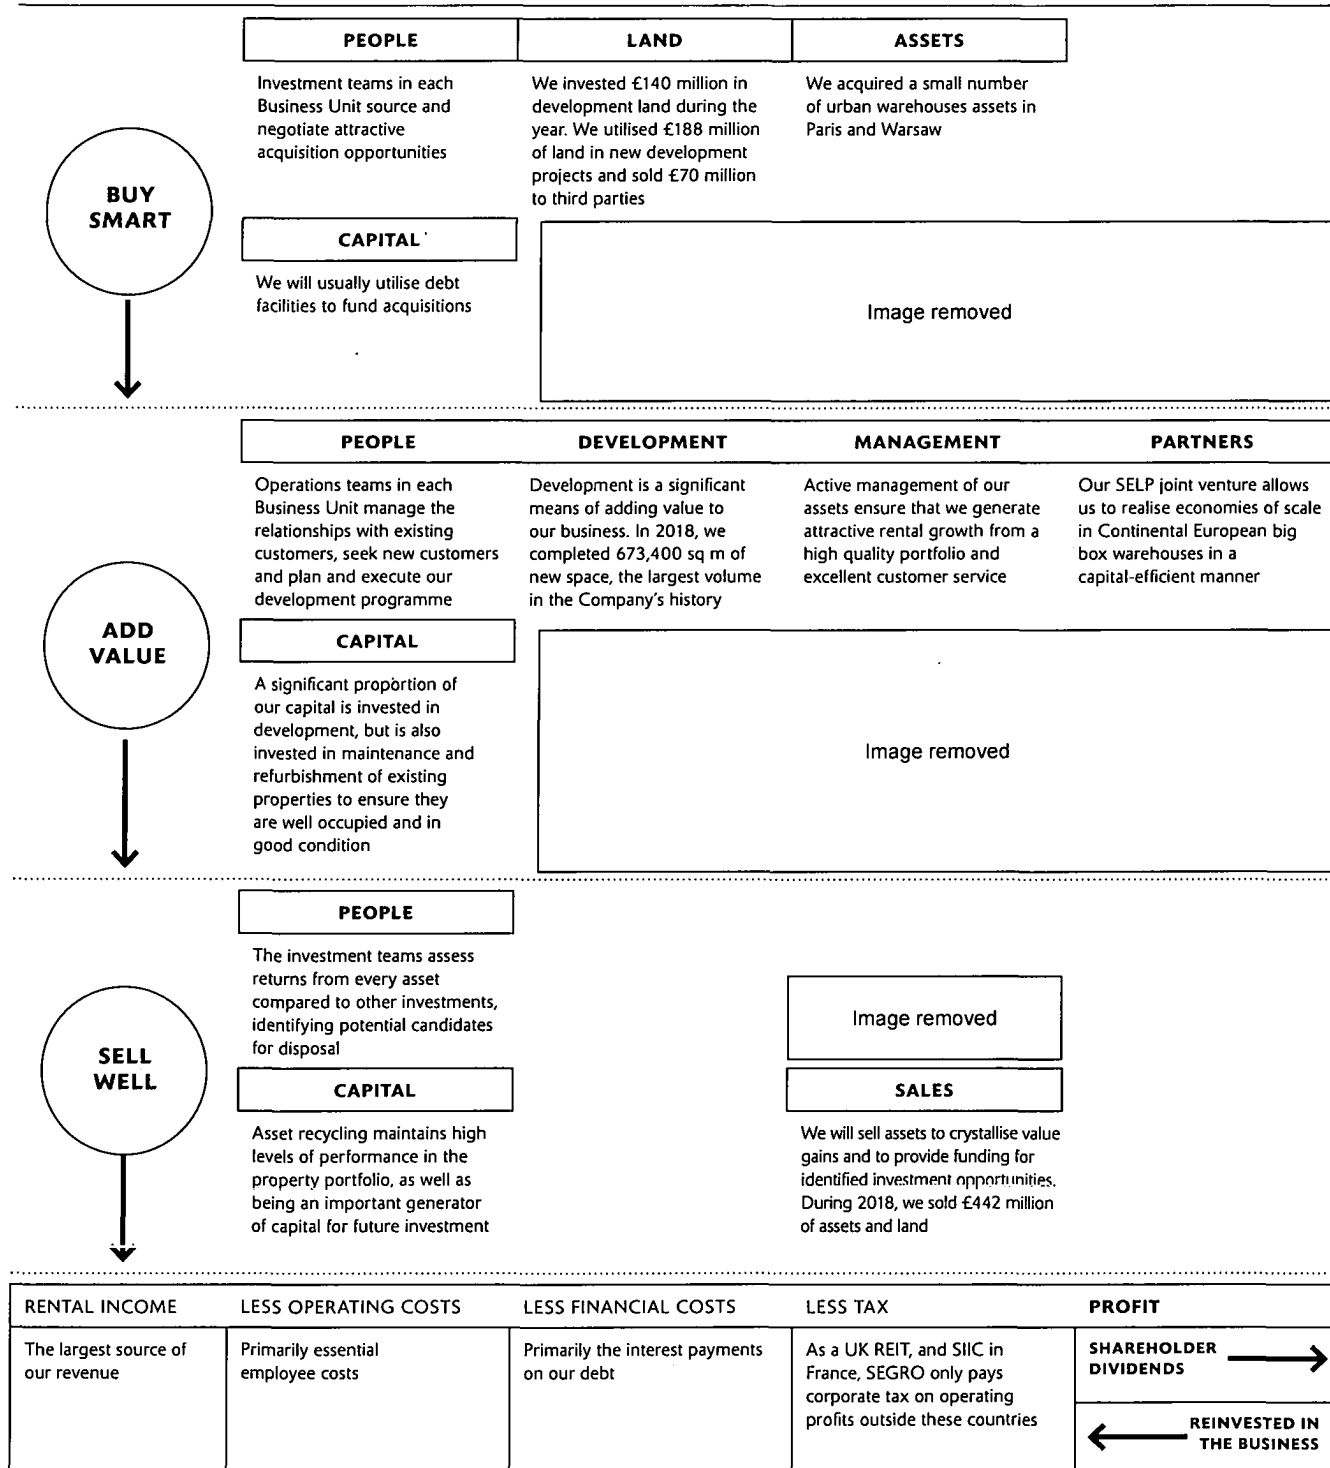 PEOPLE
Investment teams in each
Business Unit source and
negotiate attractive
acquisition opportunities
LAND
We invested £140 million in
development land during the
year. We utilised £188 million
of land in new development
projects and sold £70 million
to third parties
ASSETS
We acquired a small number
of urban warehouses assets in
Paris and Warsaw
BUY
SMART
CAPITAL
We will usually utilise debt
facilities to fund acquisitions
Image removed
PEOPLE
Operations teams in each
Business Unit manage the
relationships with existing
customers, seek new customers
and plan and execute our
development programme
DEVELOPMENT
Development is a significant
means of adding value to
our business. In 2018, we
completed 673,400 sq m of
new space, the largest volume
in the Company's history
MANAGEMENT
Active management of our
assets ensure that we generate
attractive rental growth from a
high quality portfolio and
excellent customer service
PARTNERS
Our SELP joint venture allows
us to realise economies of scale
in Continental European big
box warehouses in a
capital-efficient manner
ADD
VALUE
CAPITAL
A significant proportion of
our capital is invested in
development, but is also
invested in maintenance and
refurbishment of existing
properties to ensure they
are well occupied and in
good condition
Image removed
PEOPLE
The investment teams assess
returns from every asset
compared to other investments,
identifying potential candidates
for disposal
Image removed
SELL
WELL
CAPITAL
Asset recycling maintains high
levels of performance in the
property portfolio, as well as
being an important generator
of capital for future investment
SALES
We will sell assets to crystallise value
gains and to provide funding for
identified investment opportunities.
During 2018, we sold £442 million
of assets and land
RENTAL INCOME
The largest source of
our revenue
LESS OPERATING COSTS
Primarily essential
employee costs
LESS FINANCIAL COSTS
Primarily the interest payments
on our debt
LESS TAX
As a UK REIT, and SIIC in
France, SEGRO only pays
corporate tax on operating
profits outside these countries
PROFIT
SHAREHOLDER
DIVIDENDS
REINVESTED IN
THE BUSINESS